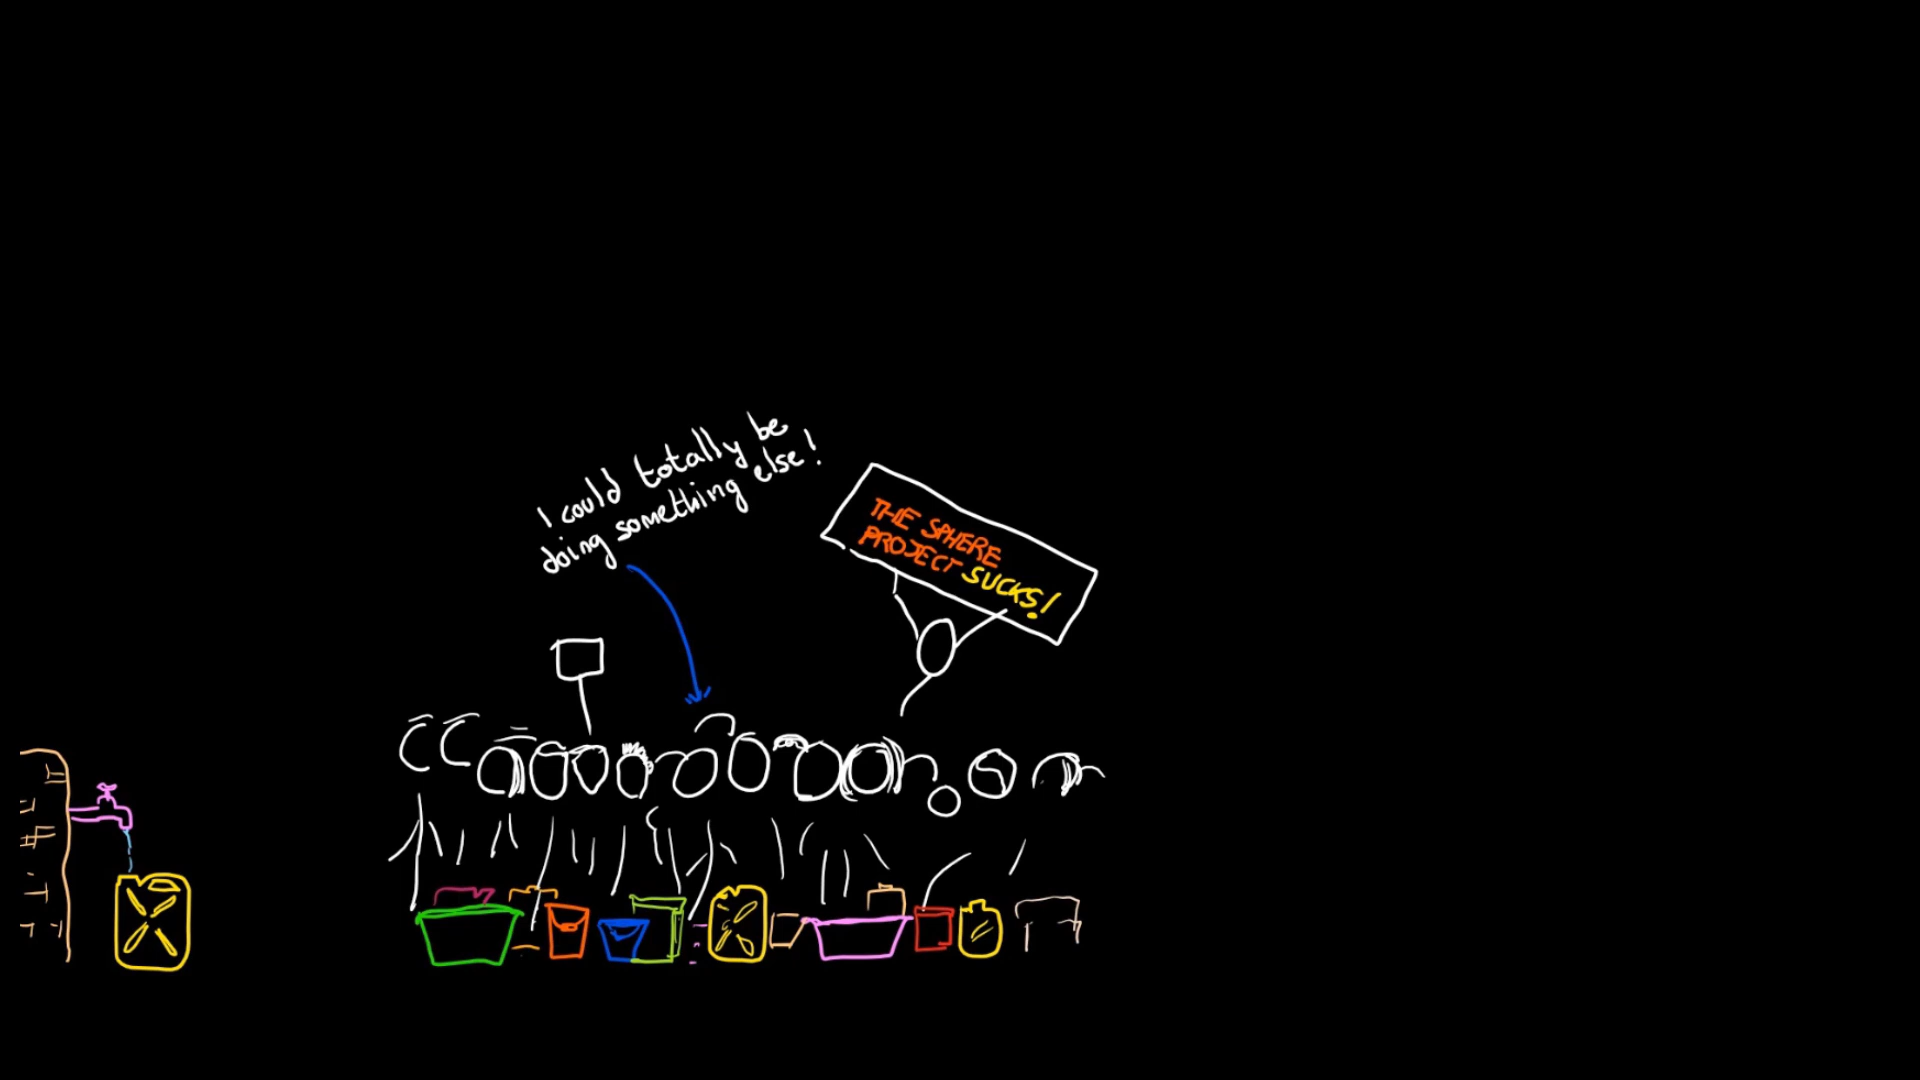 I could totally be
doing something else!
THE SPHERE
PROJECT SUCKS!